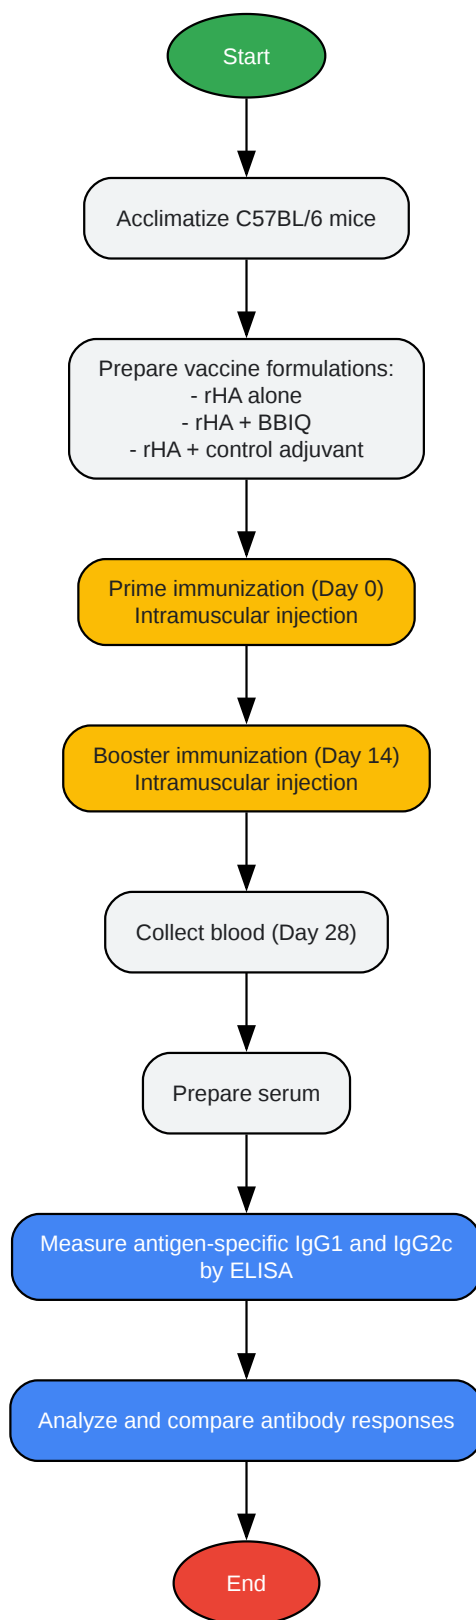 Start
Acclimatize C57BL/6 mice
Prepare vaccine formulations:
- rHA alone
- rHA + BBIQ
- rHA + control adjuvant
Prime immunization (Day 0)
Intramuscular injection
Booster immunization (Day 14)
Intramuscular injection
Collect blood (Day 28)
Prepare serum
Measure antigen-specific IgG1 and IgG2c
by ELISA
Analyze and compare antibody responses
End